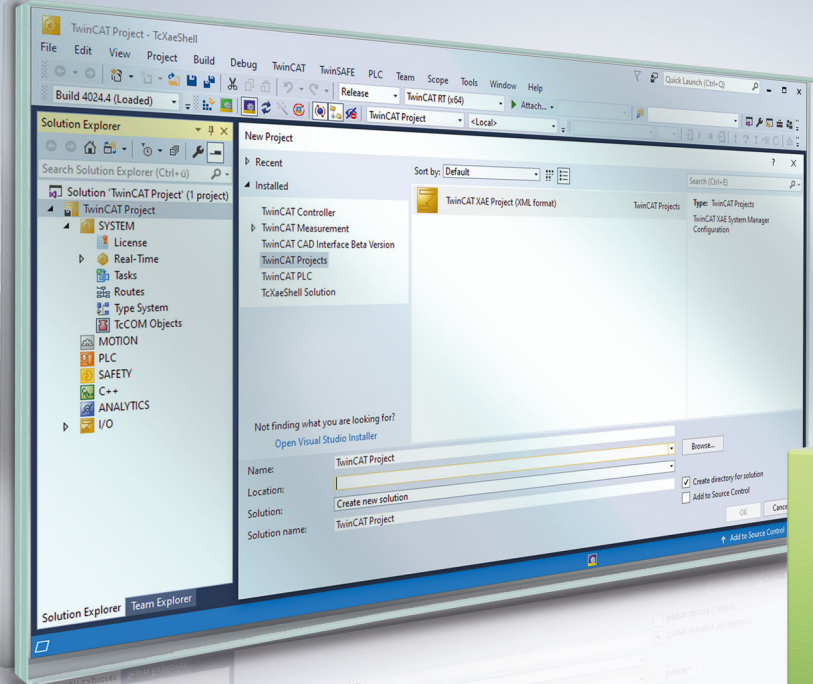 TwinCAT Project - TcXaeShell
File Edit View Project Build Debug TwinCAT TwinSAFE PLC Team Scope Tools Window Help
Quick Launch (Ctrl+Q)
Release
TwinCAT RT (x64)
Attach...
Build 4024.4 (Loaded)
TwinCAT Project
<Local>
Solution Explorer
Search Solution Explorer (Ctrl+ü)
Solution 'TwinCAT Project' (1 project)
TwinCAT Project
SYSTEM
License
Real-Time
Tasks
Routes
Type System
TcCOM Objects
MOTION
PLC
SAFETY
C++
ANALYTICS
I/O
Solution Explorer
Team Explorer
New Project
? X
Recent
Installed
TwinCAT Controller
TwinCAT Measurement
TwinCAT CAD Interface Beta Version
TwinCAT Projects
TwinCAT PLC
TcXaeShell Solution
Not finding what you are looking for?
Open Visual Studio Installer
Sort by: Default
TwinCAT XAE Project (XML format)
TwinCAT Projects
Search (Ctrl+E)
Type: TwinCAT Projects
TwinCAT XAE System Manager
Configuration
Name:
TwinCAT Project
Location:
Browse...
Solution:
Create new solution
Solution name:
TwinCAT Project
Create directory for solution
Add to Source Control
OK
Cance
Add to Source Control